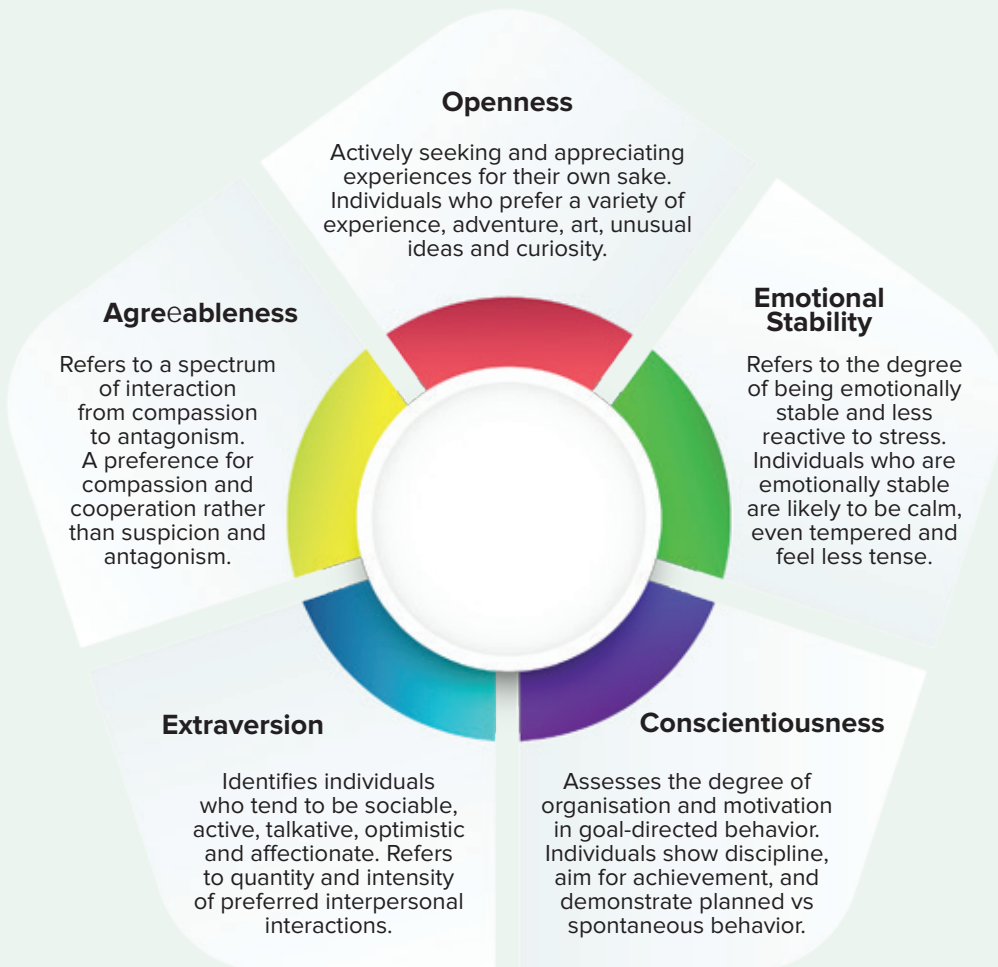 Openness
Actively seeking and appreciating
experiences for their own sake.
Individuals who prefer a variety of
experience, adventure, art, unusual
ideas and curiosity.
Emotional
Stability
Refers to the degree
of being emotionally
stable and less
reactive to stress.
Individuals who are
emotionally stable
are likely to be calm,
even tempered and
feel less tense.
Conscientiousness
Assesses the degree of
organisation and motivation
in goal-directed behavior.
Individuals show discipline,
aim for achievement, and
demonstrate planned vs
spontaneous behavior.
Extraversion
Identifies individuals
who tend to be sociable,
active, talkative, optimistic
and affectionate. Refers
to quantity and intensity
of preferred interpersonal
interactions.
Agreeableness
Refers to a spectrum
of interaction
from compassion
to antagonism.
A preference for
compassion and
cooperation rather
than suspicion and
antagonism.